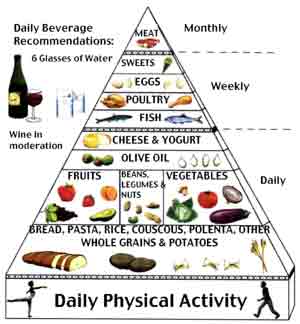 Daily Beverage
Recommendations:
6 Glasses of Water
Wine in
moderation
MEAT
Monthly
SWEETS
EGGS
POULTRY
FISH
Weekly
CHEESE & YOGURT
OLIVE OIL
FRUITS
BEANS,
LEGUMES &
NUTS
VEGETABLES
Daily
BREAD, PASTA, RICE, COUSCOUS, POLENTA, OTHER
WHOLE GRAINS & POTATOES
Daily Physical Activity